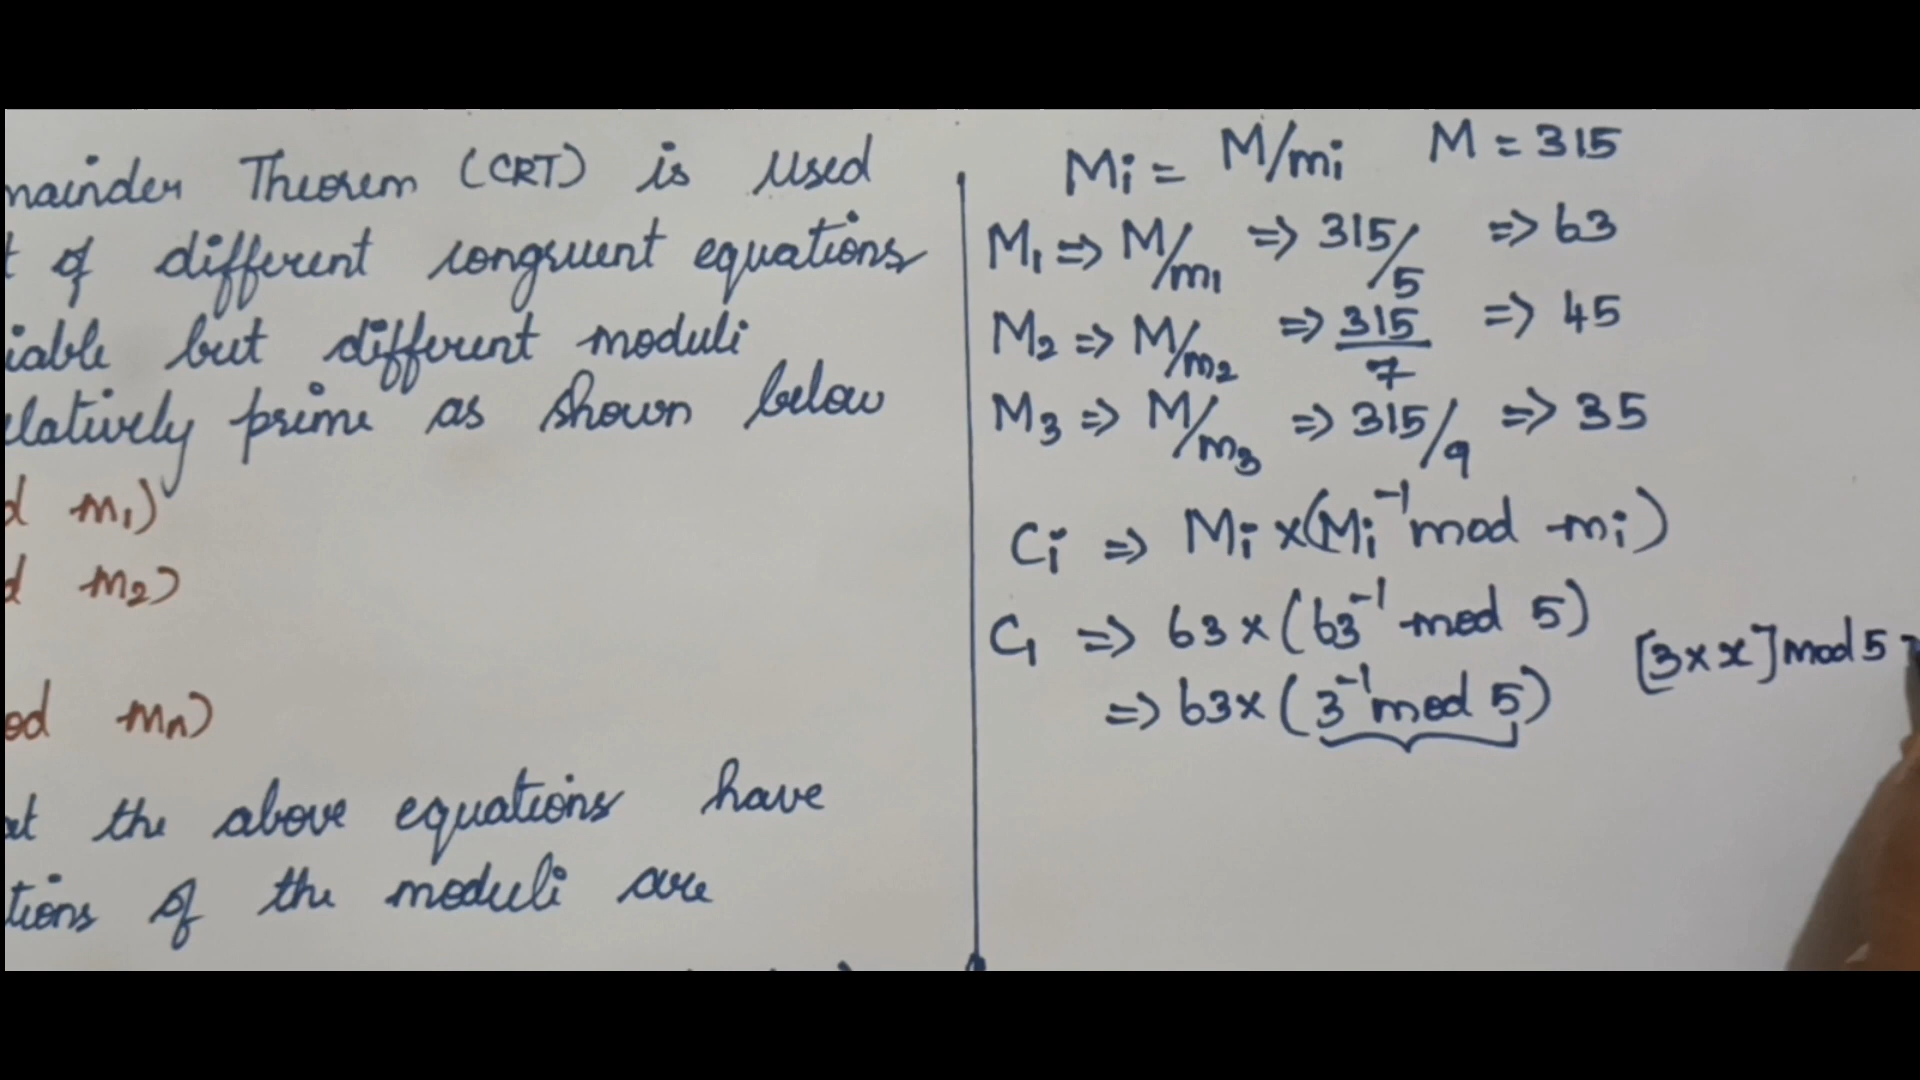 mainder Theorem (CRT) is used
t of different congruent equations
iable but different moduli
elatively prime as shown below
d m₁)
d m₂)
od mₙ)
at the above equations have
tions of the moduli are
Mᵢ = M/mᵢ M = 315
M₁ => M/m₁ => 315/5 => 63
M₂ => M/m₂ => 315/7 => 45
M₃ => M/m₃ => 315/9 => 35
Cᵢ => Mᵢ x (Mᵢ⁻¹ mod mᵢ)
C₁ => 63 x (63⁻¹ mod 5)
=> 63 x (3⁻¹ mod 5)
[3 x x] mod 5